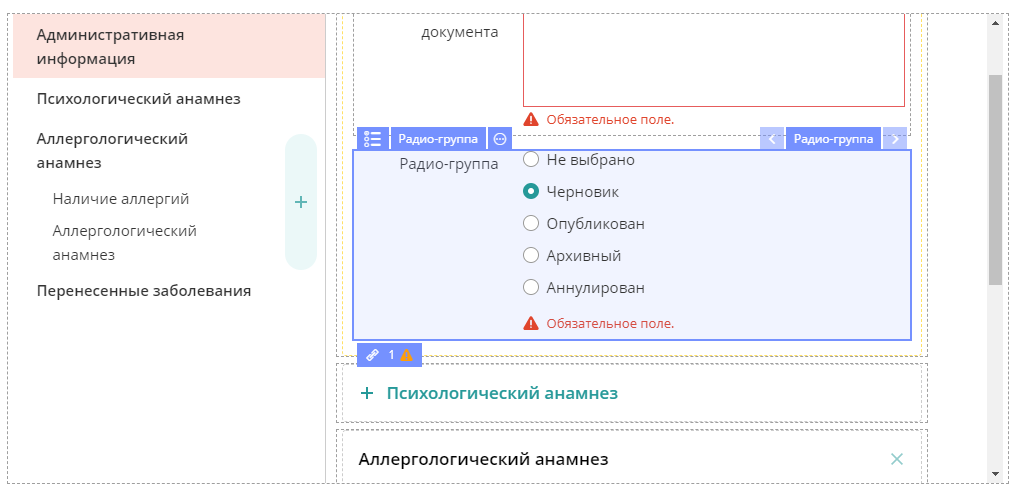 Административная
информация
Психологический анамнез
Аллергологический
анамнез
Наличие аллергий
Аллергологический
анамнез
Перенесенные заболевания
документа
Обязательное поле.
Радио-группа
Радио-группа
Радио-группа
Не выбрано
Черновик
Опубликован
Архивный
Аннулирован
Обязательное поле.
1
Психологический анамнез
Аллергологический анамнез